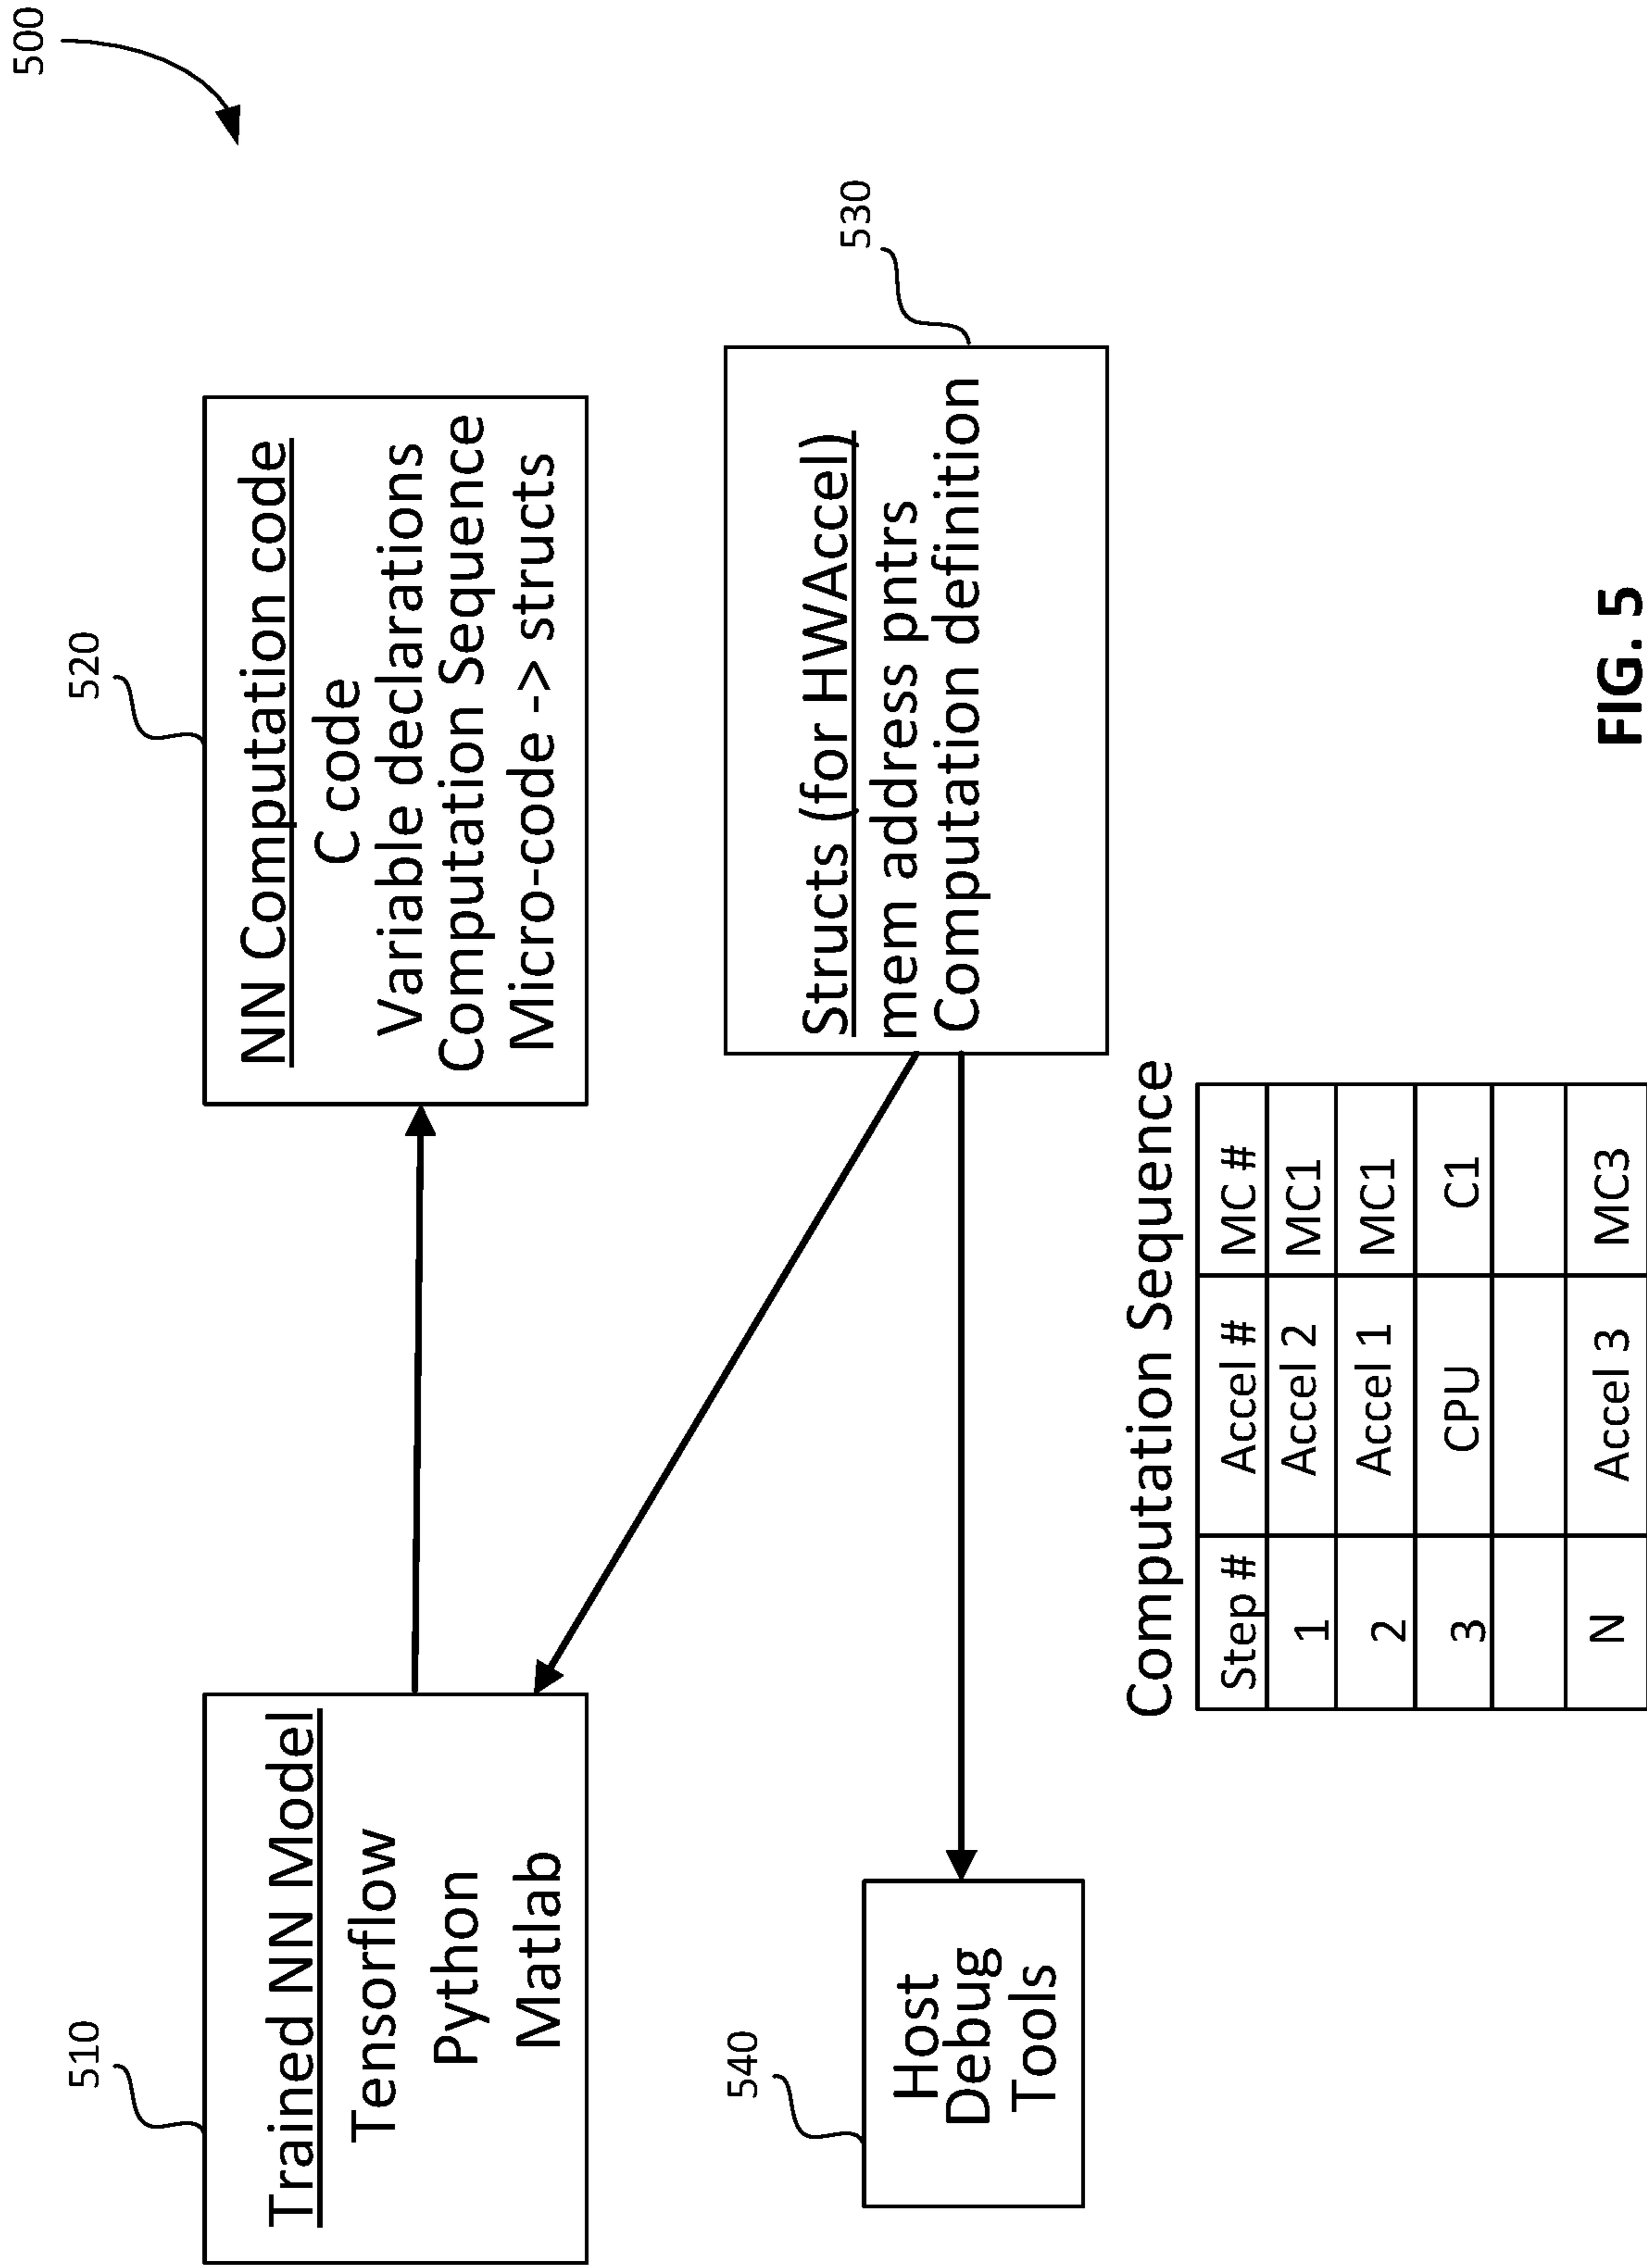 500
510
Trained NN Model
Tensorflow
Python
Matlab
520
NN Computation code
C code
Variable declarations
Computation Sequence
Micro-code -> structs
530
Structs (for HWAccel)
mem address pntrs
Computation definition
540
Host
Debug
Tools
Computation Sequence
Step # Accel # MC #
1 Accel 2 MC1
2 Accel 1 MC1
3 CPU C1
N Accel 3 MC3
FIG. 5